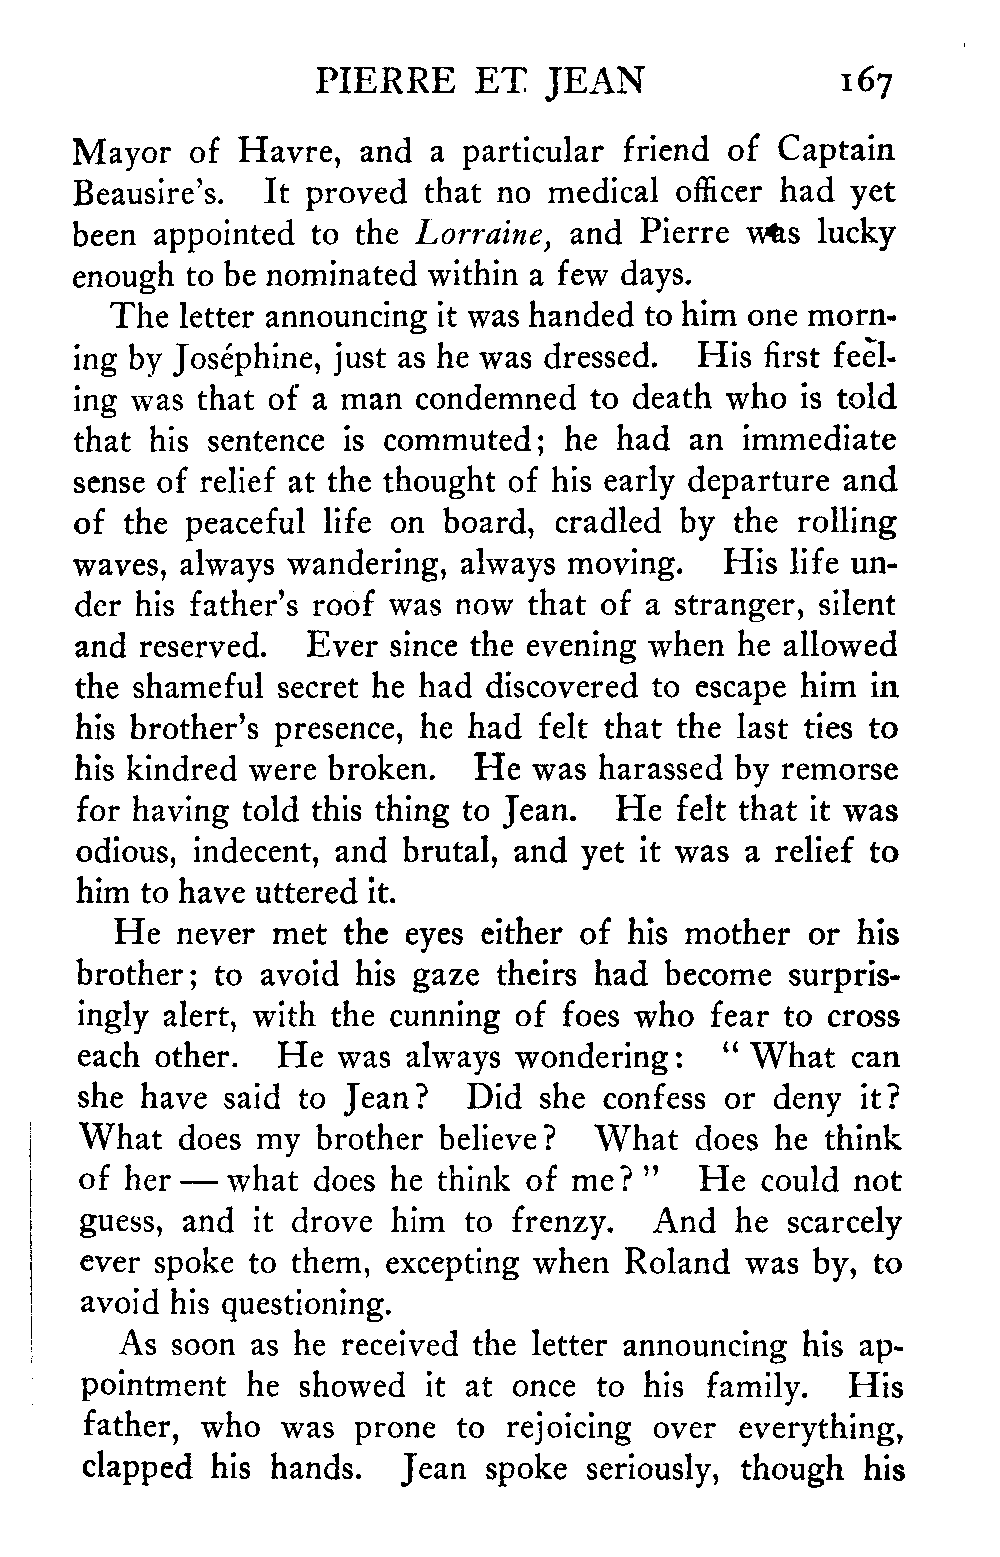 PIERRE ET JEAN 167
Mayor of Havre, and a particular friend of Captain
Beausire's. It proved that no medical officer had yet
been appointed to the Lorraine, and Pierre was lucky
enough to be nominated within a few days.
The letter announcing it was handed to him one morn-
ing by Joséphine, just as he was dressed. His first feel-
ing was that of a man condemned to death who is told
that his sentence is commuted; he had an immediate
sense of relief at the thought of his early departure and
of the peaceful life on board, cradled by the rolling
waves, always wandering, always moving. His life un-
der his father's roof was now that of a stranger, silent
and reserved. Ever since the evening when he allowed
the shameful secret he had discovered to escape him in
his brother's presence, he had felt that the last ties to
his kindred were broken. He was harassed by remorse
for having told this thing to Jean. He felt that it was
odious, indecent, and brutal, and yet it was a relief to
him to have uttered it.
He never met the eyes either of his mother or his
brother; to avoid his gaze theirs had become surpris-
ingly alert, with the cunning of foes who fear to cross
each other. He was always wondering: "What can
she have said to Jean? Did she confess or deny it?
What does my brother believe? What does he think
of her — what does he think of me?" He could not
guess, and it drove him to frenzy. And he scarcely
ever spoke to them, excepting when Roland was by, to
avoid his questioning.
As soon as he received the letter announcing his ap-
pointment he showed it at once to his family. His
father, who was prone to rejoicing over everything,
clapped his hands. Jean spoke seriously, though his